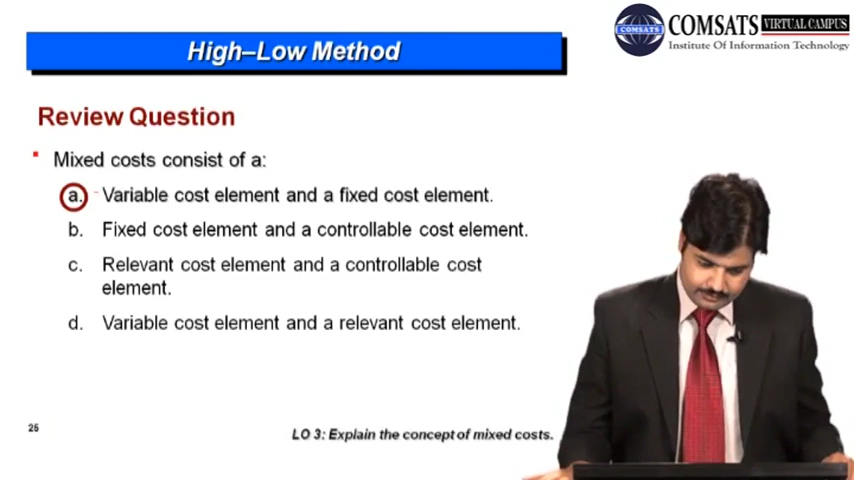 High–Low Method
COMSATS VIRTUAL CAMPUS
COMSATS
Institute Of Information Technology
Review Question
Mixed costs consist of a:
a. Variable cost element and a fixed cost element.
b. Fixed cost element and a controllable cost element.
c. Relevant cost element and a controllable cost
element.
d. Variable cost element and a relevant cost element.
25
LO 3: Explain the concept of mixed costs.